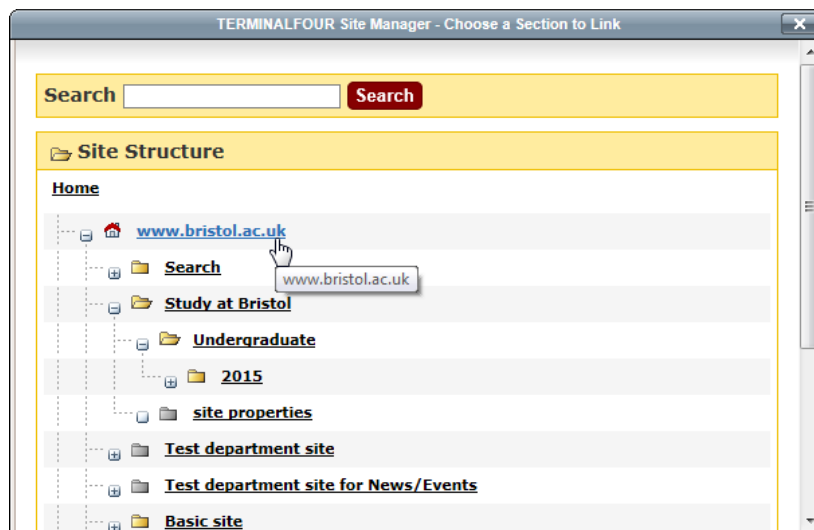 TERMINALFOUR Site Manager - Choose a Section to Link
Search Search
Site Structure
Home
www.bristol.ac.uk
Search
www.bristol.ac.uk
Study at Bristol
Undergraduate
2015
site properties
Test department site
Test department site for News/Events
Basic site